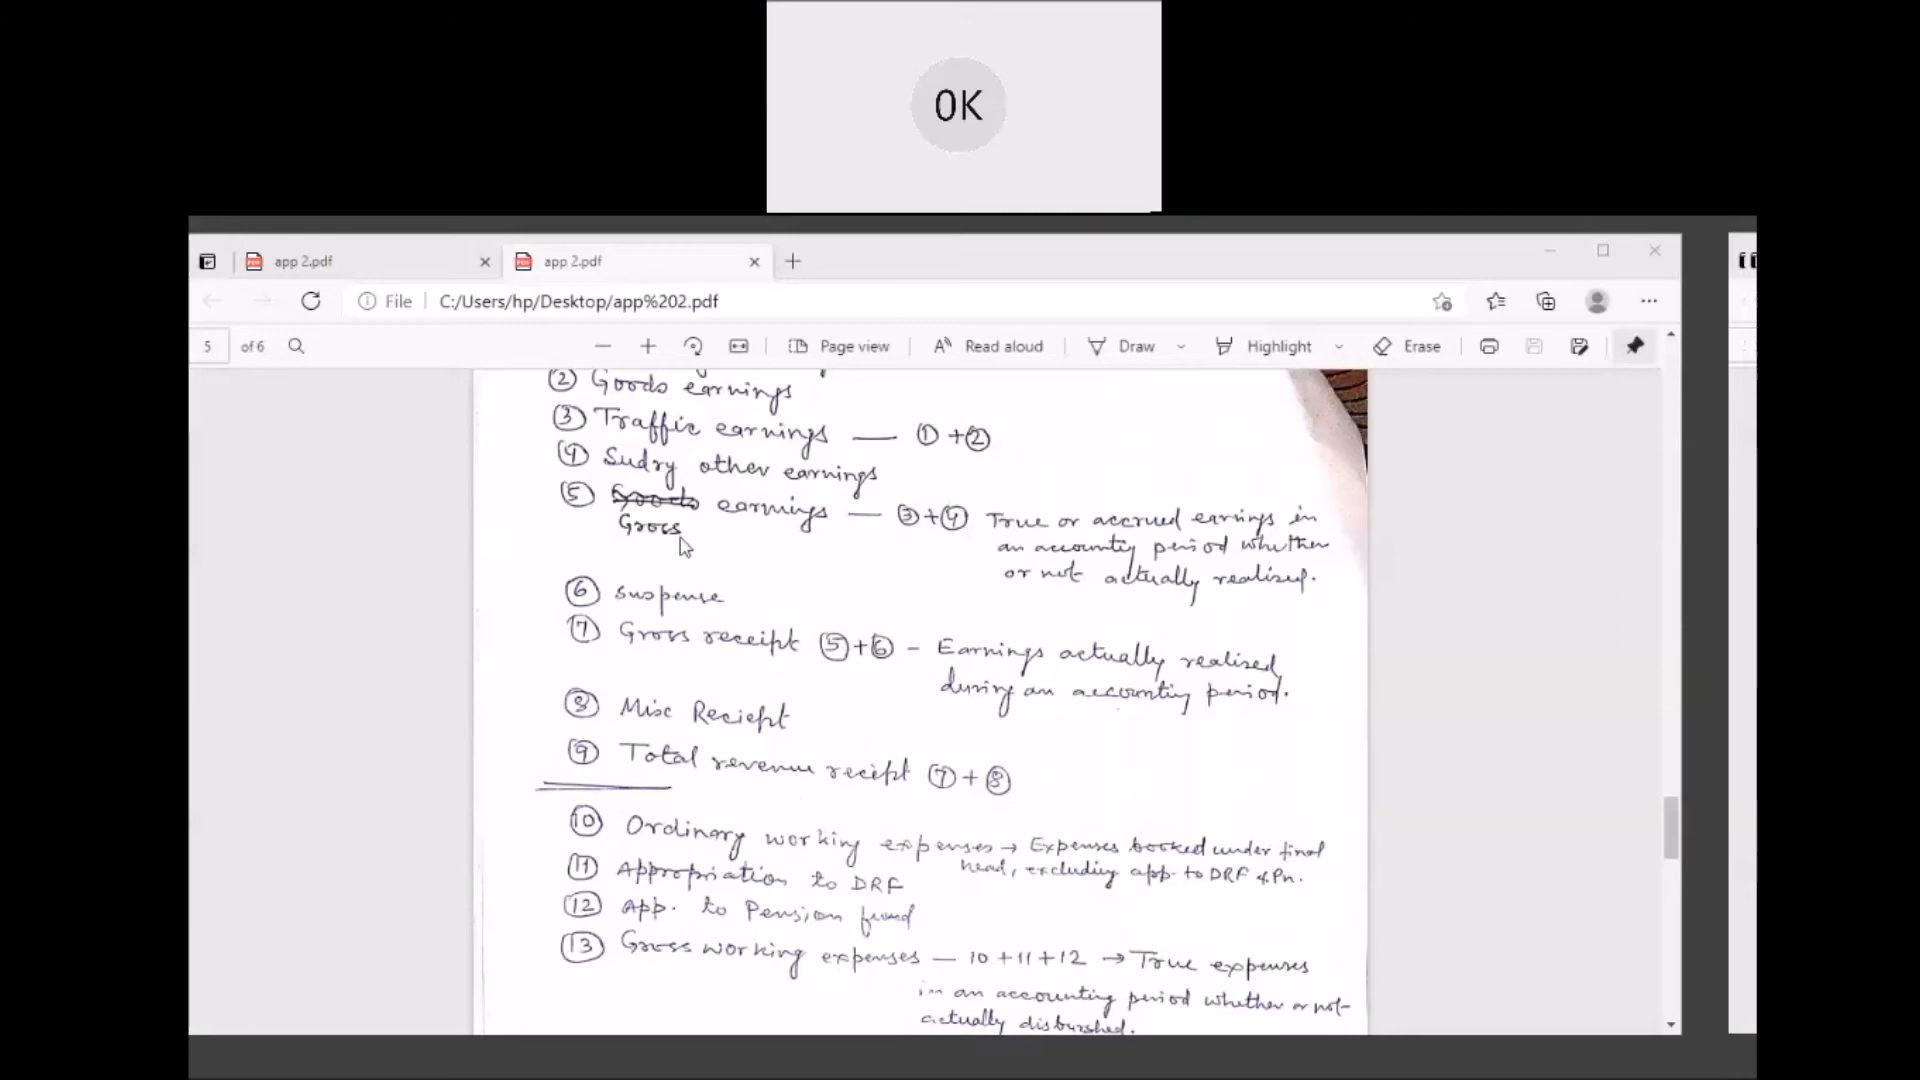 OK
app 2.pdf
app 2.pdf
File C:/Users/hp/Desktop/app%202.pdf
5 of 6 Page view Read aloud Draw Highlight Erase
② Goods earnings
③ Traffic earnings — ① + ②
④ Sudry other earnings
⑤ Goods earnings — ③ + ④ True or accrued earnings in
Gross
an accounting period whether
or not actually realised.
⑥ suspense
⑦ Gross receipt ⑤ + ⑥ - Earnings actually realised
during an accounting period.
⑧ Misc Reciept
⑨ Total revenue reciept ⑦ + ⑧
⑩ Ordinary working expenses → Expenses booked under final
head, excluding app. to DRF & Pn.
⑪ Appropriation to DRF
⑫ App. to Pension fund
⑬ Gross working expenses — 10 + 11 + 12 → True expenses
in an accounting period whether or not
actually disburshed.